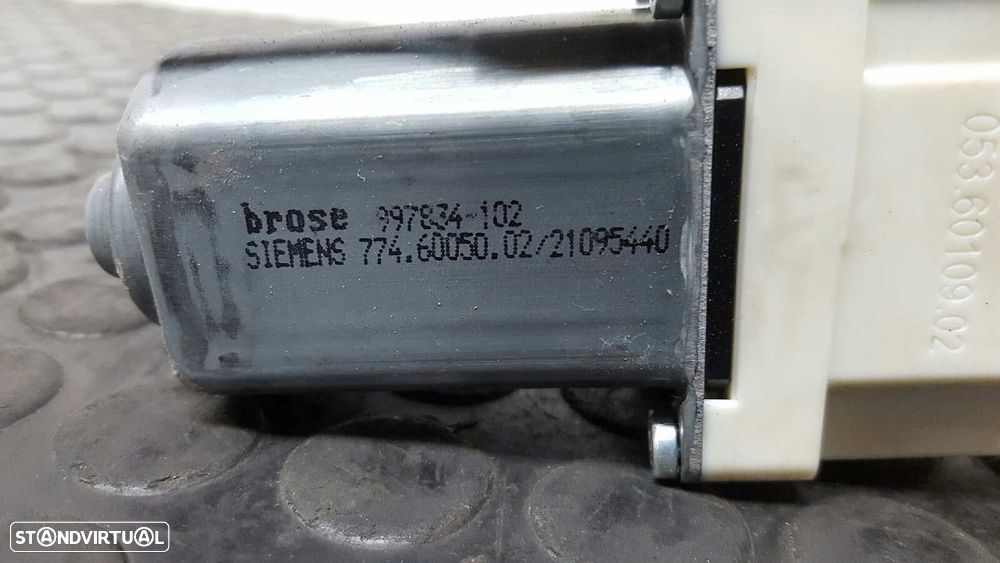 brose 997834-102
SIEMENS 774.60050.02/21095440
053.60109.02
STANDVIRTUAL